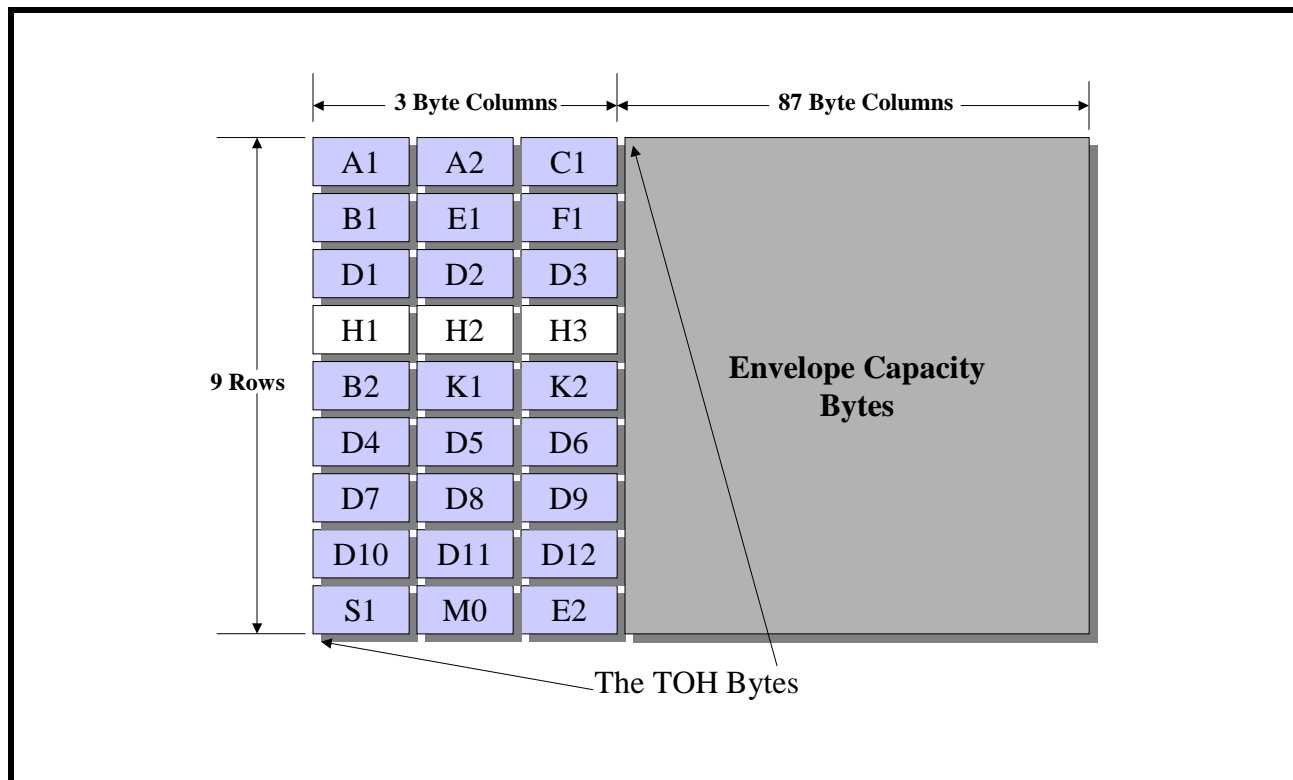 3 Byte Columns
87 Byte Columns
A1 A2 C1
B1 E1 F1
D1 D2 D3
H1 H2 H3
9 Rows
B2 K1 K2
D4 D5 D6
D7 D8 D9
D10 D11 D12
S1 M0 E2
Envelope Capacity
Bytes
The TOH Bytes